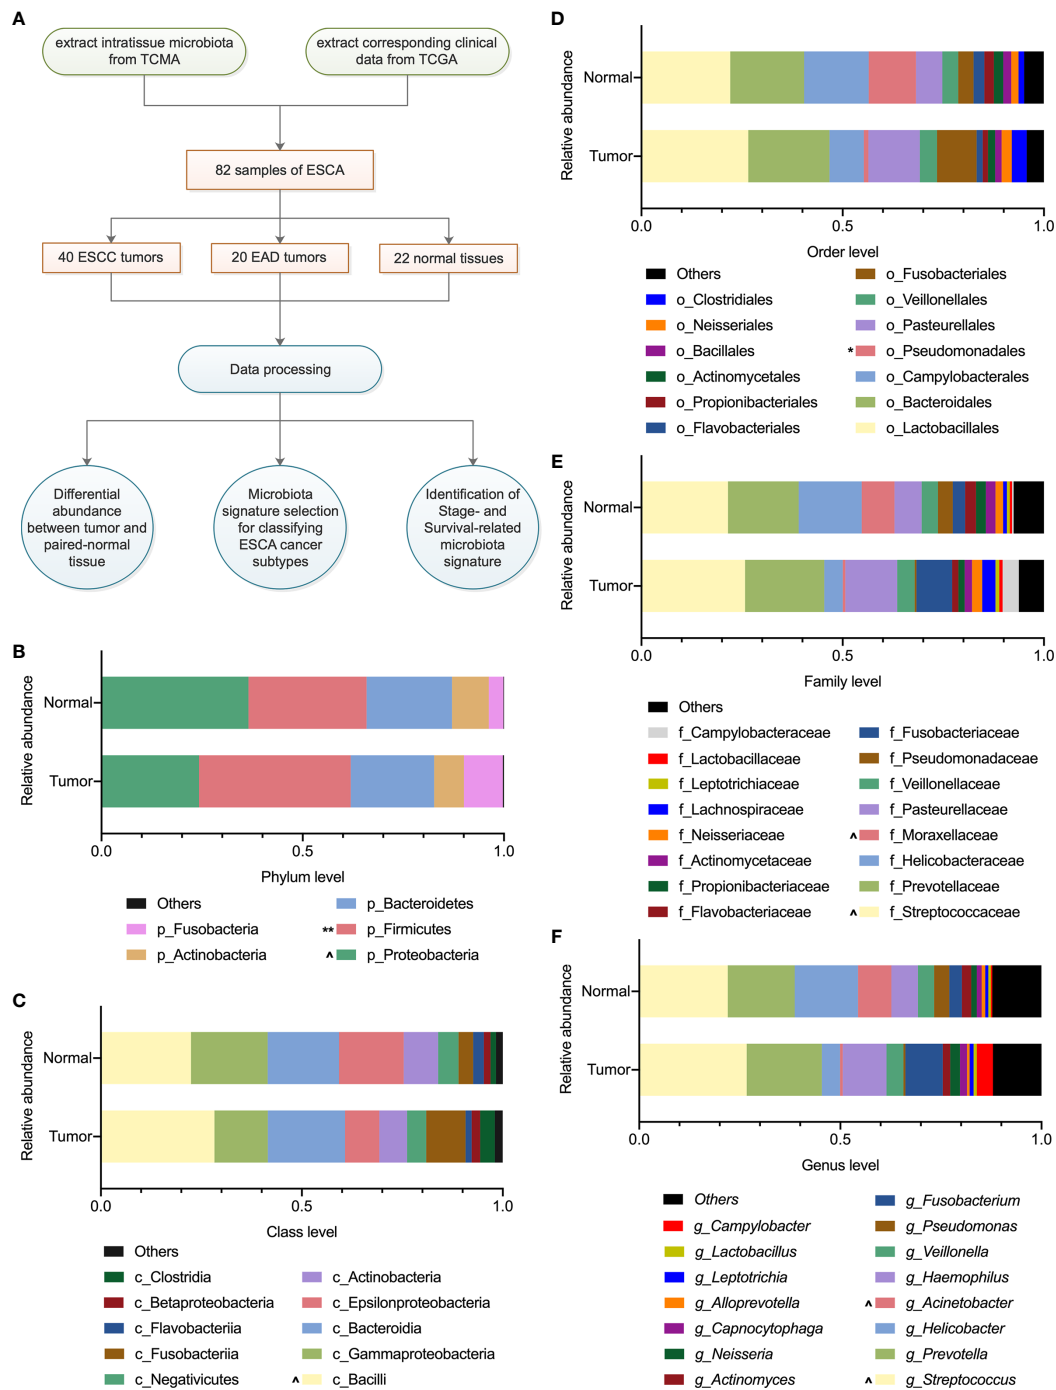 A
extract intratissue microbiota
from TCMA
extract corresponding clinical
data from TCGA
82 samples of ESCA
40 ESCC tumors
20 EAD tumors
22 normal tissues
Data processing
Differential
abundance
between tumor and
paired-normal
tissue
Microbiota
signature selection
for classifying
ESCA cancer
subtypes
Identification of
Stage- and
Survival-related
microbiota
signature
B
Relative abundance
Normal
Tumor
0.0 0.5 1.0
Phylum level
Others
p_Fusobacteria
p_Actinobacteria
p_Bacteroidetes
** p_Firmicutes
^ p_Proteobacteria
C
Relative abundance
Normal
Tumor
0.0 0.5 1.0
Class level
Others
c_Clostridia
c_Betaproteobacteria
c_Flavobacteriia
c_Fusobacteriia
c_Negativicutes
c_Actinobacteria
c_Epsilonproteobacteria
c_Bacteroidia
c_Gammaproteobacteria
^ c_Bacilli
D
Relative abundance
Normal
Tumor
0.0 0.5 1.0
Order level
Others
o_Clostridiales
o_Neisseriales
o_Bacillales
o_Actinomycetales
o_Propionibacteriales
o_Flavobacteriales
o_Fusobacteriales
o_Veillonellales
o_Pasteurellales
* o_Pseudomonadales
o_Campylobacterales
o_Bacteroidales
o_Lactobacillales
E
Relative abundance
Normal
Tumor
0.0 0.5 1.0
Family level
Others
f_Campylobacteraceae
f_Lactobacillaceae
f_Leptotrichiaceae
f_Lachnospiraceae
f_Neisseriaceae
f_Actinomycetaceae
f_Propionibacteriaceae
f_Flavobacteriaceae
f_Fusobacteriaceae
f_Pseudomonadaceae
f_Veillonellaceae
f_Pasteurellaceae
^ f_Moraxellaceae
f_Helicobacteraceae
f_Prevotellaceae
^ f_Streptococcaceae
F
Relative abundance
Normal
Tumor
0.0 0.5 1.0
Genus level
Others
g_Campylobacter
g_Lactobacillus
g_Leptotrichia
g_Alloprevotella
g_Capnocytophaga
g_Neisseria
g_Actinomyces
g_Fusobacterium
g_Pseudomonas
g_Veillonella
g_Haemophilus
^ g_Acinetobacter
g_Helicobacter
g_Prevotella
^ g_Streptococcus